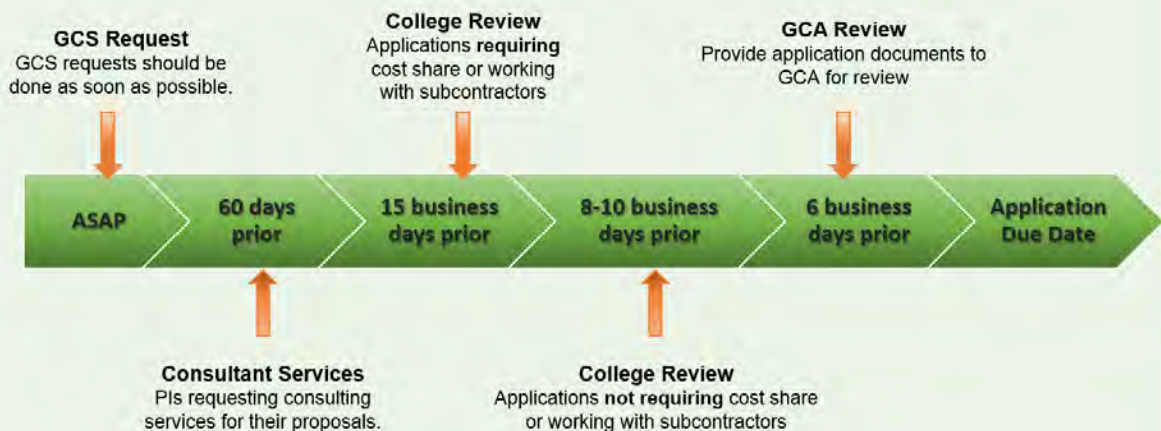 GCS Request
GCS requests should be
done as soon as possible.
College Review
Applications requiring
cost share or working
with subcontractors
GCA Review
Provide application documents to
GCA for review
ASAP
60 days
prior
15 business
days prior
8-10 business
days prior
6 business
days prior
Application
Due Date
Consultant Services
PIs requesting consulting
services for their proposals.
College Review
Applications not requiring cost share
or working with subcontractors